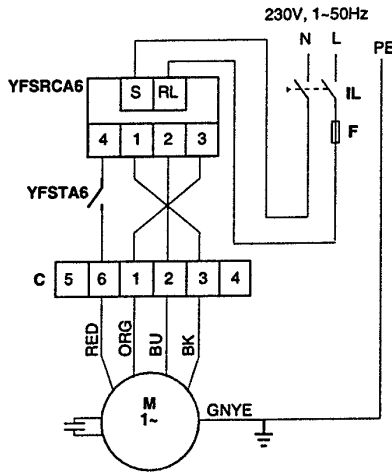 230V, 1~50Hz
N L
PE
YFSRCA6
S RL
IL
F
4 1 2 3
YFSTA6
C 5 6 1 2 3 4
RED ORG BU BK
M
1~
GNYE